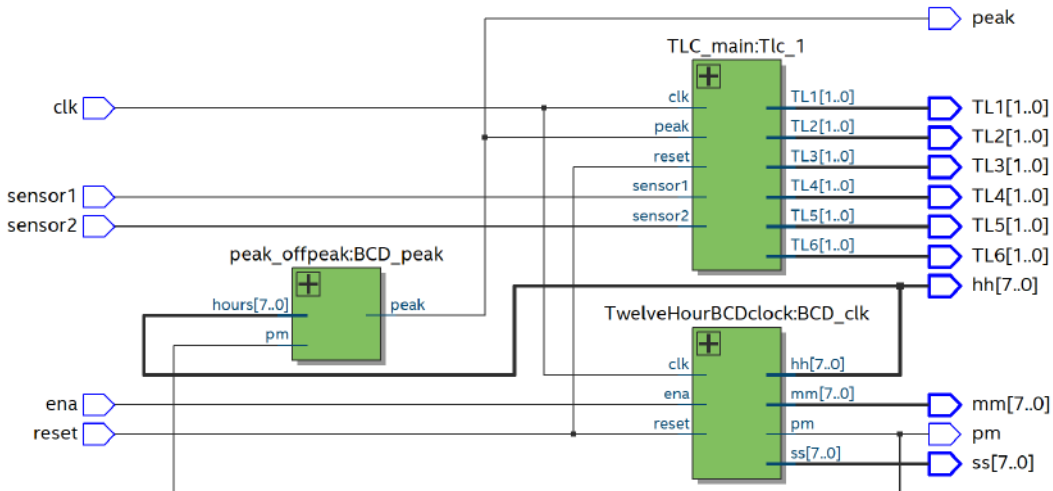 peak
TLC_main:Tlc_1
clk
clk
TL1[1..0]
TL1[1..0]
peak
TL2[1..0]
TL2[1..0]
reset
TL3[1..0]
TL3[1..0]
sensor1
sensor1
TL4[1..0]
TL4[1..0]
sensor2
sensor2
TL5[1..0]
TL5[1..0]
TL6[1..0]
TL6[1..0]
peak_offpeak:BCD_peak
hours[7..0]
peak
pm
hh[7..0]
TwelveHourBCDclock:BCD_clk
clk
hh[7..0]
ena
ena
mm[7..0]
mm[7..0]
reset
reset
pm
pm
ss[7..0]
ss[7..0]